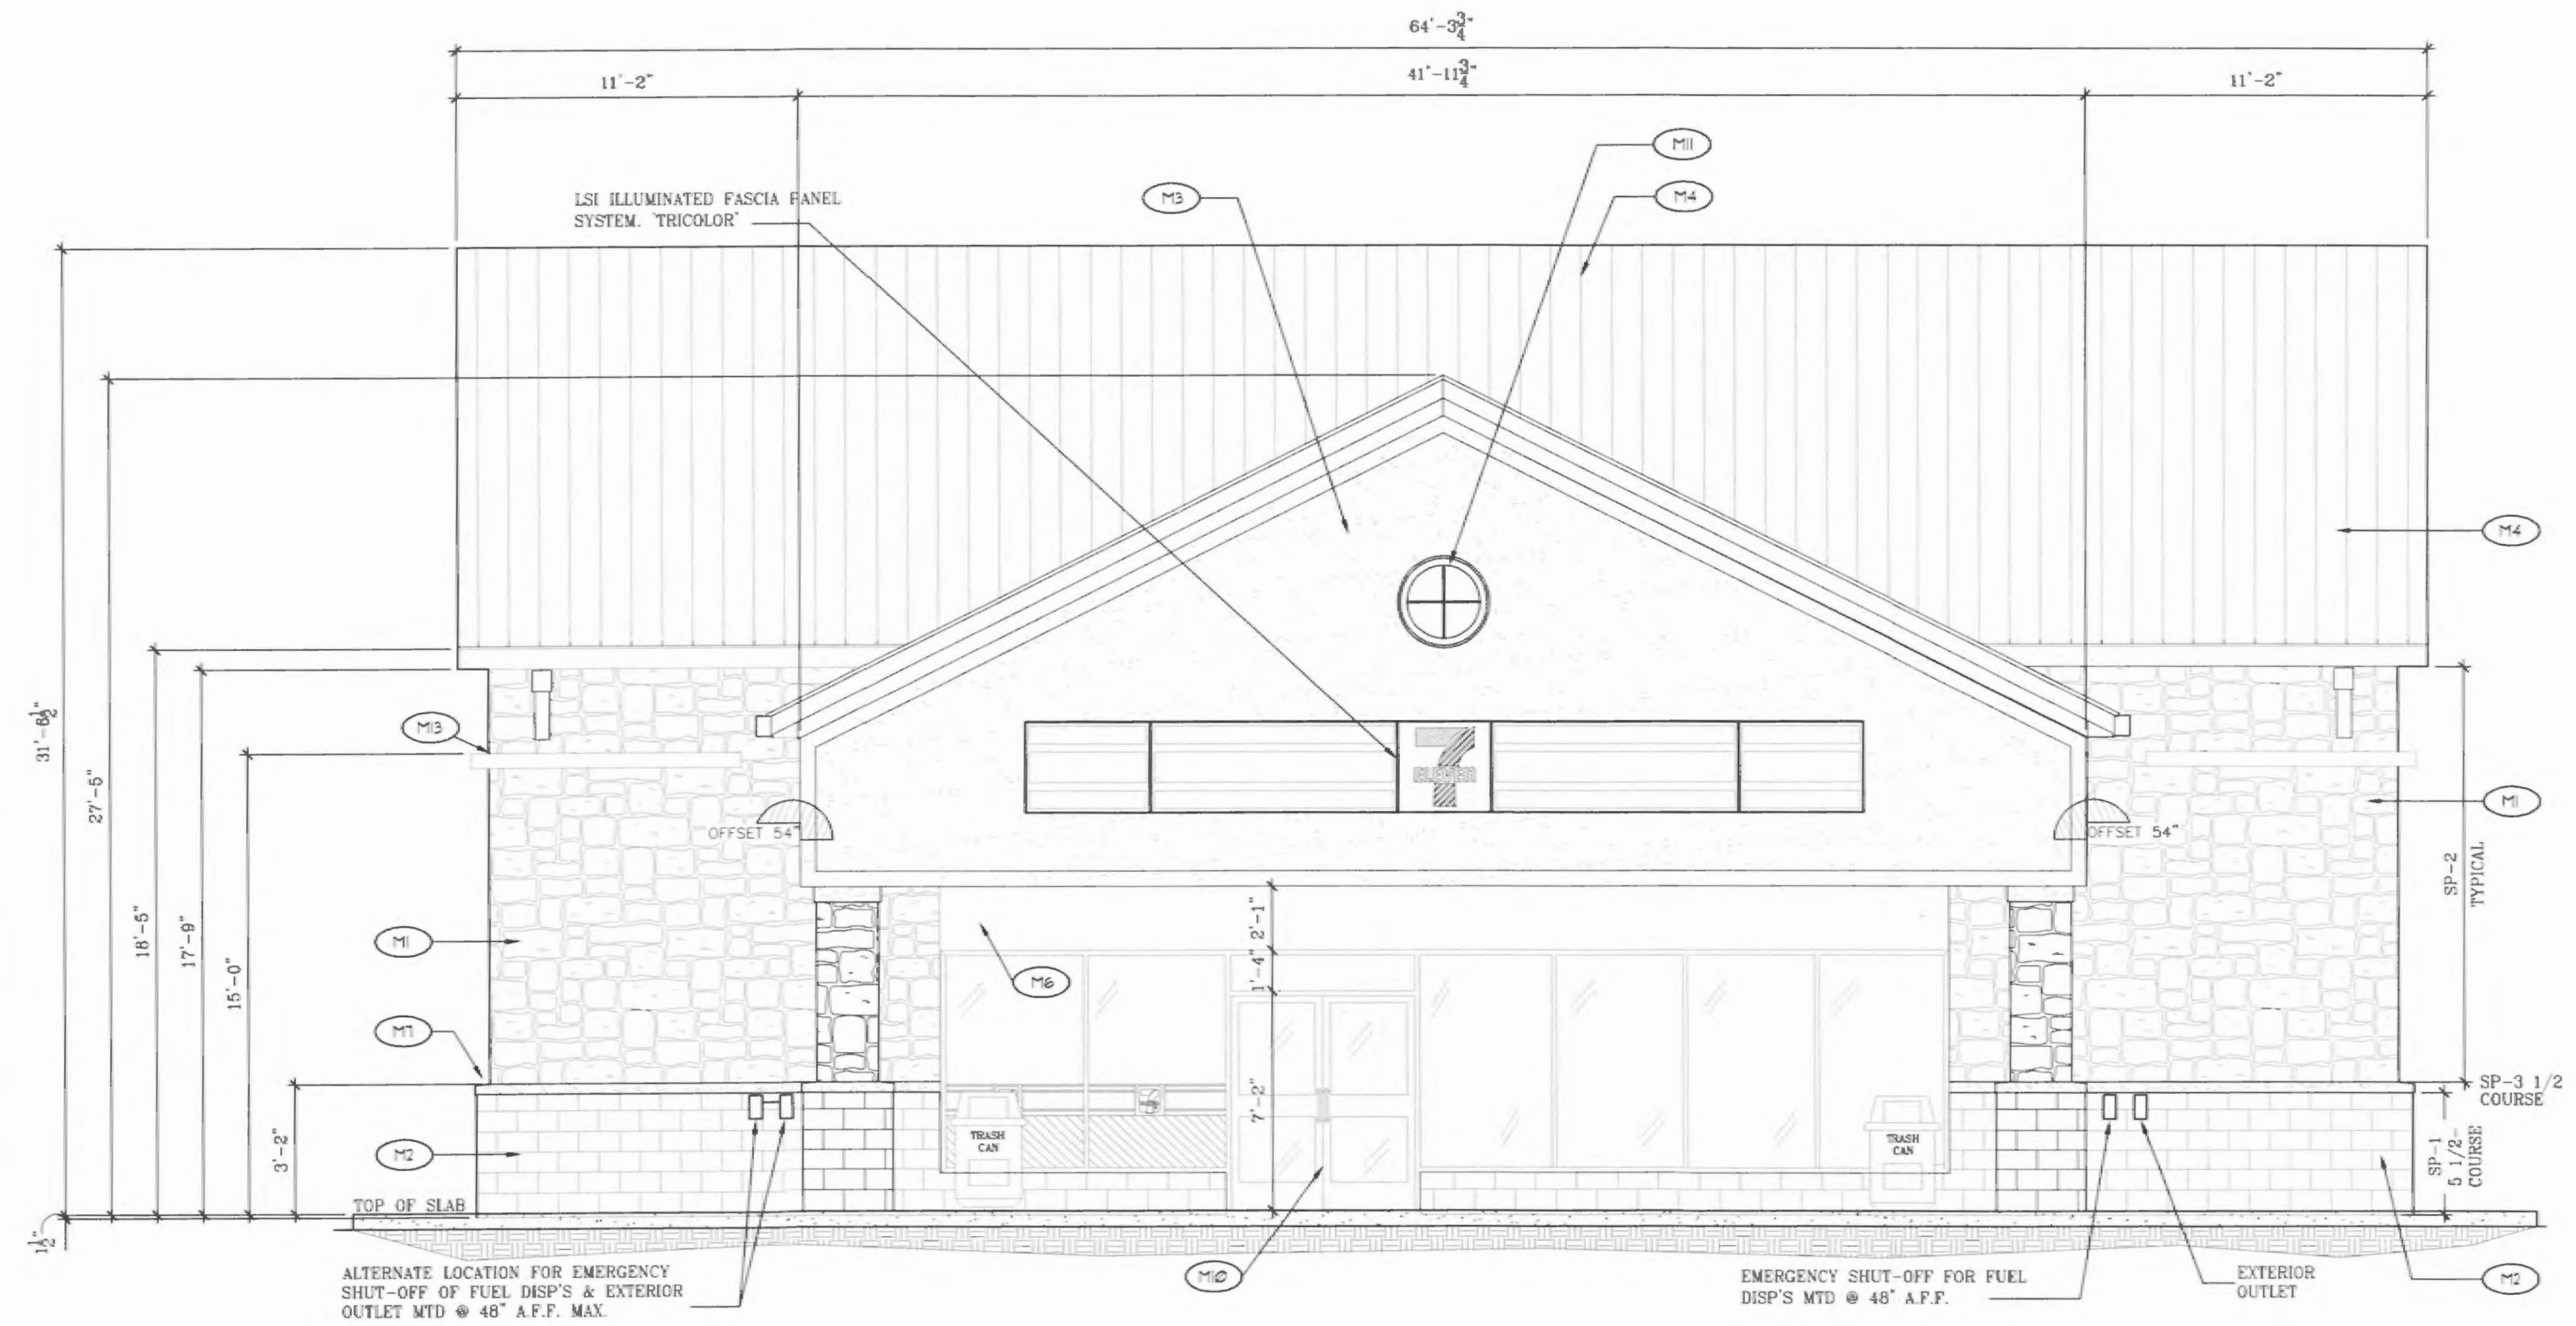 64'-3 3/4"
11'-2"
41'-11 3/4"
11'-2"
M11
M3
M4
LSI ILLUMINATED FASCIA PANEL
SYSTEM. "TRICOLOR"
M4
M13
31'-6 1/2"
27'-5"
18'-5"
17'-9"
15'-0"
3'-2"
1 1/2"
7
ELEVEN
OFFSET 54"
OFFSET 54"
M1
M1
SP-2
TYPICAL
2'-1"
1'-4"
7'-2"
M6
M7
M2
TRASH
CAN
TRASH
CAN
SP-3 1/2
COURSE
SP-1
5 1/2-
COURSE
TOP OF SLAB
ALTERNATE LOCATION FOR EMERGENCY
SHUT-OFF OF FUEL DISP'S & EXTERIOR
OUTLET MTD @ 48" A.F.F. MAX.
M10
EMERGENCY SHUT-OFF FOR FUEL
DISP'S MTD @ 48" A.F.F.
EXTERIOR
OUTLET
M2